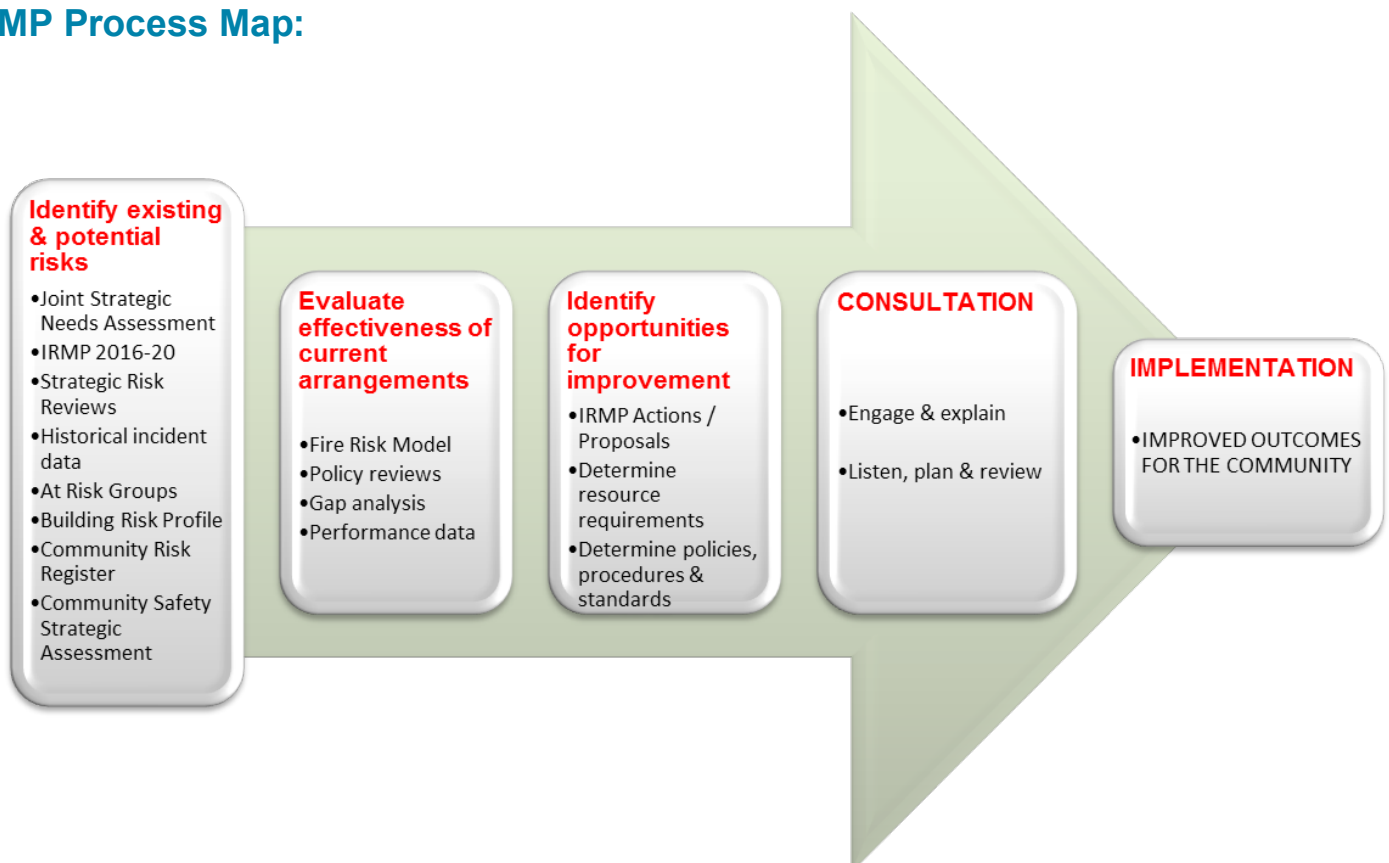 MP Process Map:
Identify existing
& potential
risks
•Joint Strategic
Needs Assessment
•IRMP 2016-20
•Strategic Risk
Reviews
•Historical incident
data
•At Risk Groups
•Building Risk Profile
•Community Risk
Register
•Community Safety
Strategic
Assessment
Evaluate
effectiveness of
current
arrangements
•Fire Risk Model
•Policy reviews
•Gap analysis
•Performance data
Identify
opportunities
for
improvement
•IRMP Actions /
Proposals
•Determine
resource
requirements
•Determine policies,
procedures &
standards
CONSULTATION
•Engage & explain
•Listen, plan & review
IMPLEMENTATION
•IMPROVED OUTCOMES
FOR THE COMMUNITY